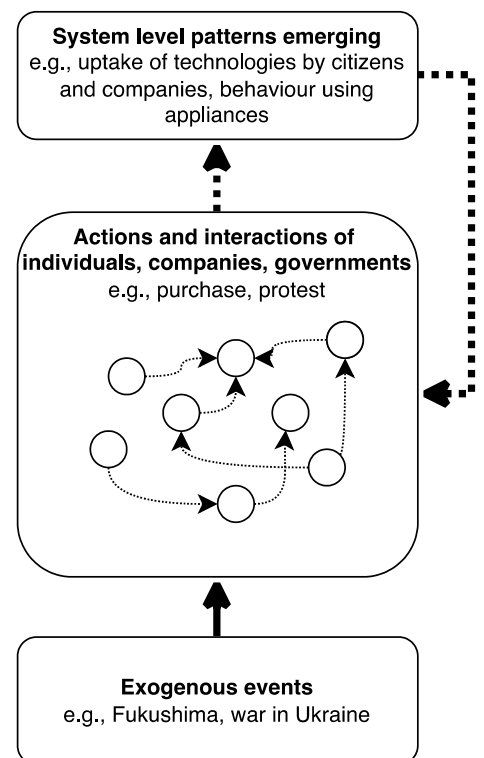 System level patterns emerging
e.g., uptake of technologies by citizens
and companies, behaviour using
appliances
Actions and interactions of
individuals, companies, governments
e.g., purchase, protest
Exogenous events
e.g., Fukushima, war in Ukraine